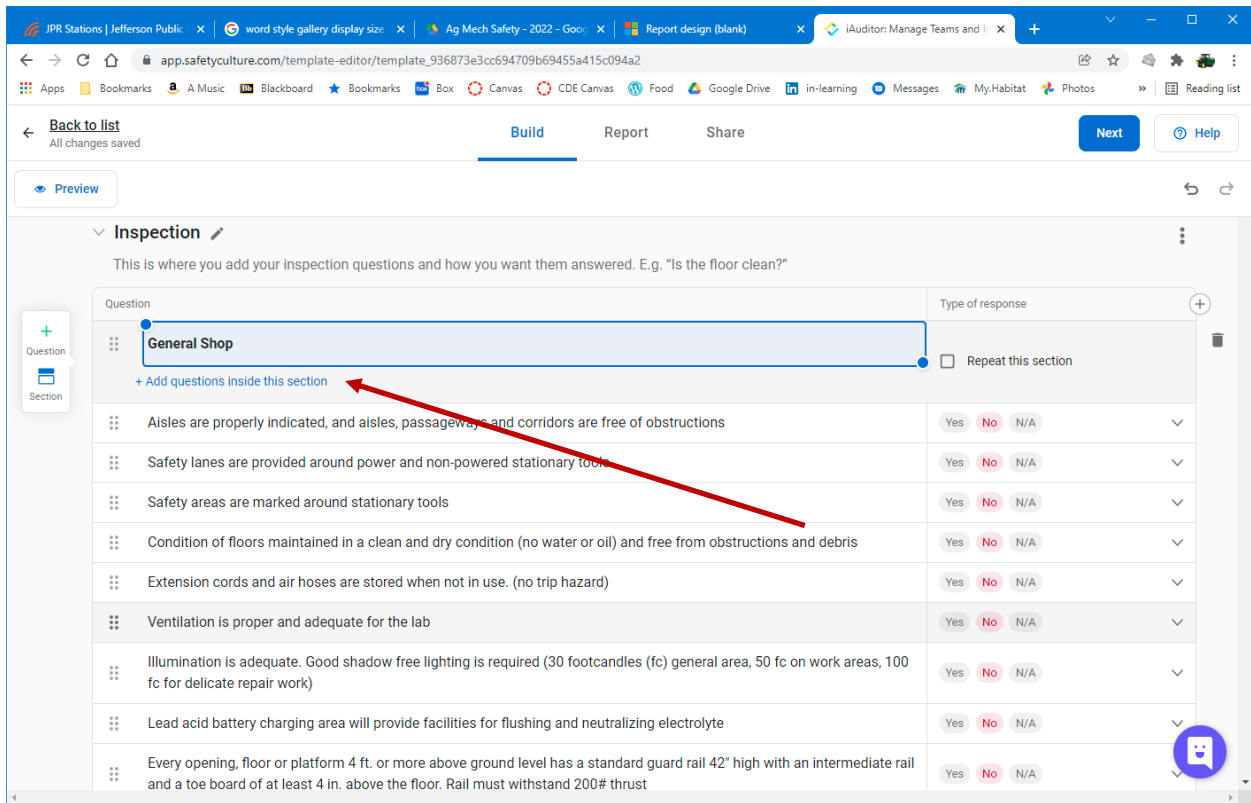 JPR Stations | Jefferson Public
word style gallery display size
Ag Mech Safety - 2022 - Goog
Report design (blank)
iAuditor: Manage Teams and In
app.safetyculture.com/template-editor/template_936873e3cc694709b69455a415c094a2
Apps Bookmarks A Music Blackboard Bookmarks Box Canvas CDE Canvas Food Google Drive in-learning Messages My.Habitat Photos » Reading list
Back to list
All changes saved
Build Report Share
Next Help
Preview
Inspection
This is where you add your inspection questions and how you want them answered. E.g. “Is the floor clean?”
Question Type of response
Question
Section
General Shop
Repeat this section
+ Add questions inside this section
Aisles are properly indicated, and aisles, passageways and corridors are free of obstructions Yes No N/A
Safety lanes are provided around power and non-powered stationary tools Yes No N/A
Safety areas are marked around stationary tools Yes No N/A
Condition of floors maintained in a clean and dry condition (no water or oil) and free from obstructions and debris Yes No N/A
Extension cords and air hoses are stored when not in use. (no trip hazard) Yes No N/A
Ventilation is proper and adequate for the lab Yes No N/A
Illumination is adequate. Good shadow free lighting is required (30 footcandles (fc) general area, 50 fc on work areas, 100
fc for delicate repair work) Yes No N/A
Lead acid battery charging area will provide facilities for flushing and neutralizing electrolyte Yes No N/A
Every opening, floor or platform 4 ft. or more above ground level has a standard guard rail 42" high with an intermediate rail
and a toe board of at least 4 in. above the floor. Rail must withstand 200# thrust Yes No N/A